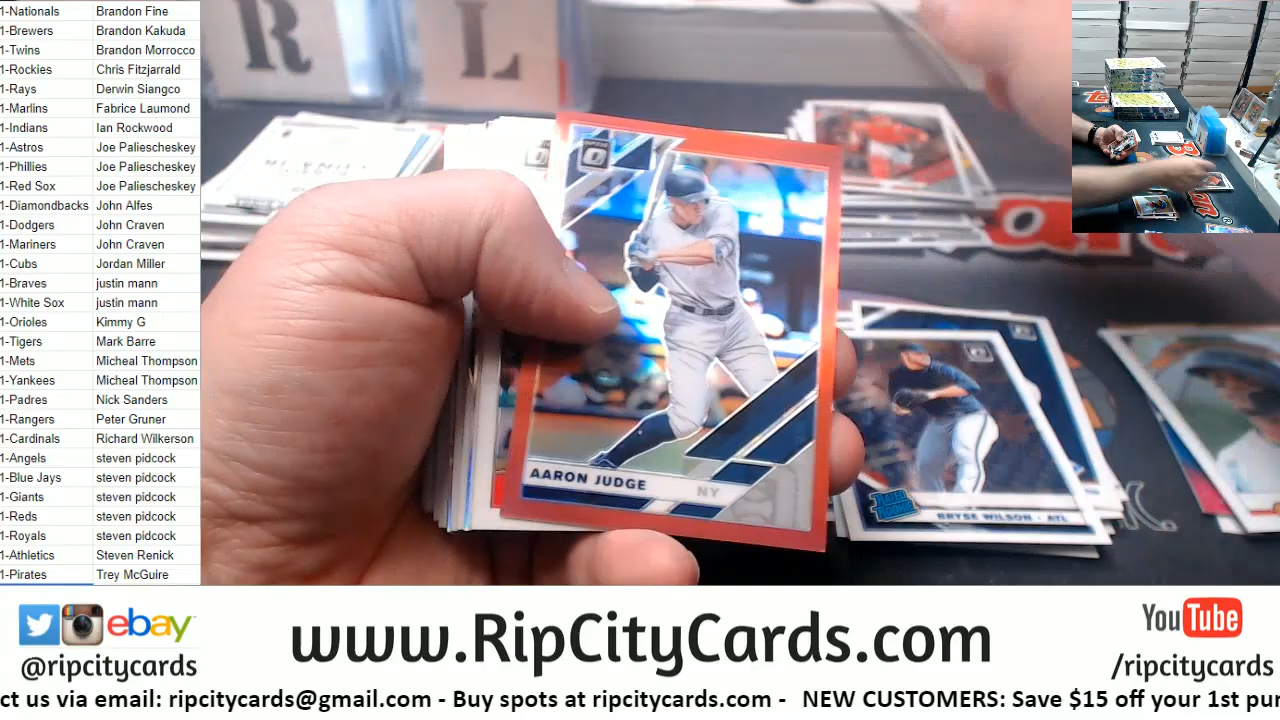 1-Nationals Brandon Fine
1-Brewers Brandon Kakuda
1-Twins Brandon Morrocco
1-Rockies Chris Fitzjarrald
1-Rays Derwin Siangco
1-Marlins Fabrice Laumond
1-Indians Ian Rockwood
1-Astros Joe Paliescheskey
1-Phillies Joe Paliescheskey
1-Red Sox Joe Paliescheskey
1-Diamondbacks John Alfes
1-Dodgers John Craven
1-Mariners John Craven
1-Cubs Jordan Miller
1-Braves justin mann
1-White Sox justin mann
1-Orioles Kimmy G
1-Tigers Mark Barre
1-Mets Micheal Thompson
1-Yankees Micheal Thompson
1-Padres Nick Sanders
1-Rangers Peter Gruner
1-Cardinals Richard Wilkerson
1-Angels steven pidcock
1-Blue Jays steven pidcock
1-Giants steven pidcock
1-Reds steven pidcock
1-Royals steven pidcock
1-Athletics Steven Renick
1-Pirates Trey McGuire
R L
AARON JUDGE NY
RATED ROOKIE
BRYSE WILSON - ATL
ebay
@ripcitycards
www.RipCityCards.com
YouTube
/ripcitycards
ct us via email: ripcitycards@gmail.com - Buy spots at ripcitycards.com - NEW CUSTOMERS: Save $15 off your 1st pur